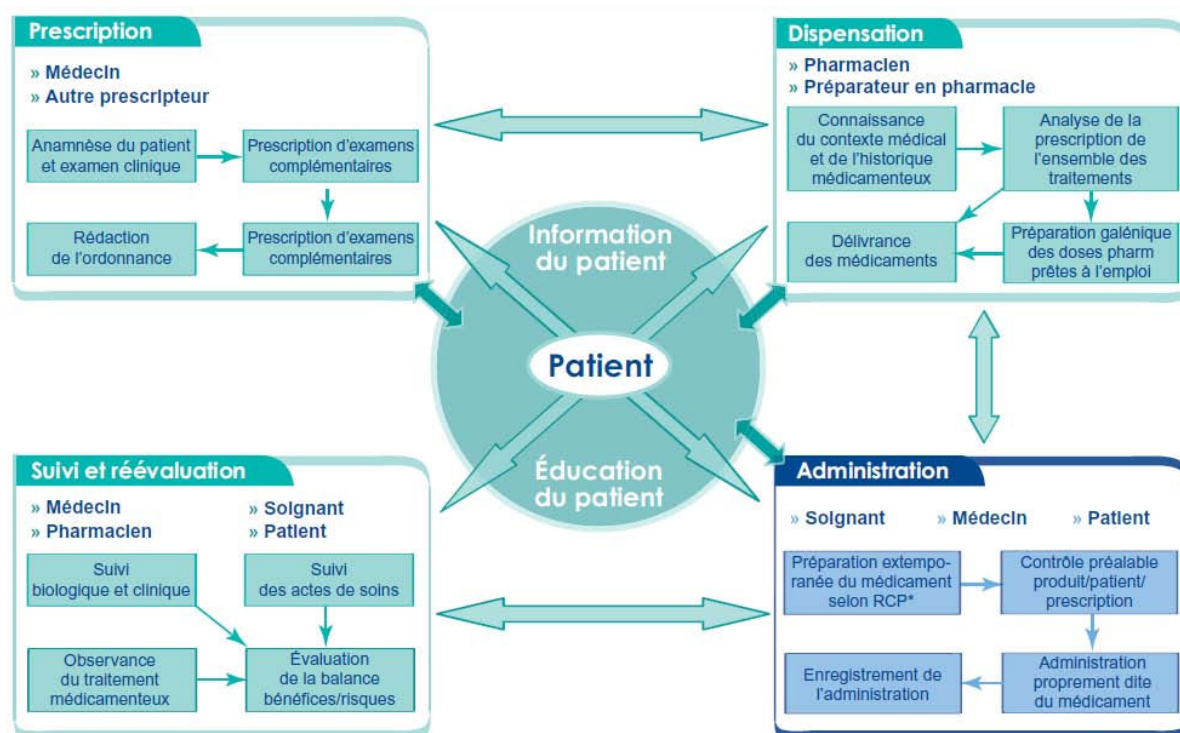 Prescription
» Médecin
» Autre prescripteur
Anamnèse du patient
et examen clinique
Prescription d'examens
complémentaires
Rédaction
de l'ordonnance
Prescription d'examens
complémentaires
Dispensation
» Pharmacien
» Préparateur en pharmacie
Connaissance
du contexte médical
et de l'historique
médicamenteux
Analyse de la
prescription de
l'ensemble des
traitements
Délivrance
des médicaments
Préparation galénique
des doses pharm
prêtes à l'emploi
Information
du patient
Patient
Éducation
du patient
Suivi et réévaluation
» Médecin
» Pharmacien
» Soignant
» Patient
Suivi
biologique et clinique
Suivi
des actes de soins
Observance
du traitement
médicamenteux
Évaluation
de la balance
bénéfices/risques
Administration
» Soignant
» Médecin
» Patient
Préparation extempo-
ranée du médicament
selon RCP*
Contrôle préalable
produit/patient/
prescription
Enregistrement de
l'administration
Administration
proprement dite
du médicament